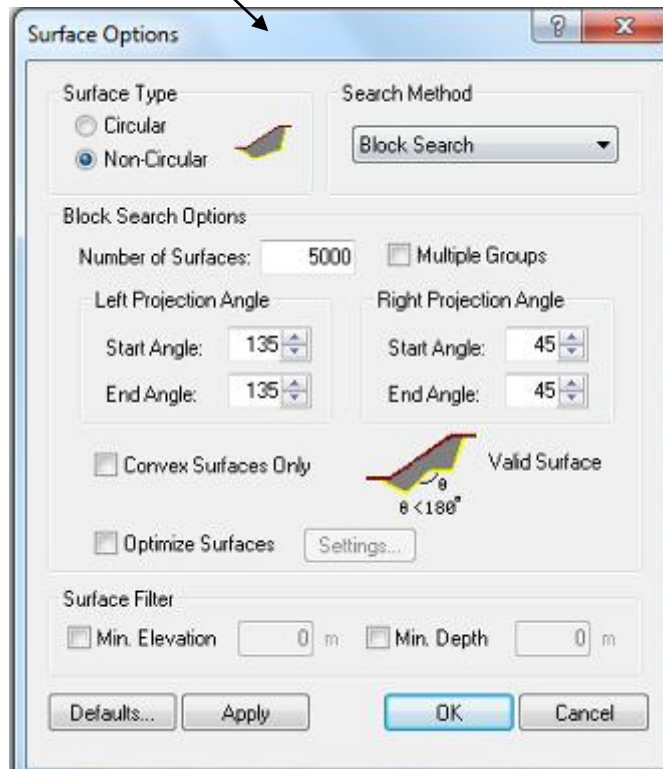 Surface Options
Surface Type
Circular
Non-Circular
Search Method
Block Search
Block Search Options
Number of Surfaces: 5000
Multiple Groups
Left Projection Angle
Start Angle: 135
End Angle: 135
Right Projection Angle
Start Angle: 45
End Angle: 45
Convex Surfaces Only
θ
θ <180°
Valid Surface
Optimize Surfaces
Settings...
Surface Filter
Min. Elevation 0 m
Min. Depth 0 m
Defaults... Apply OK Cancel